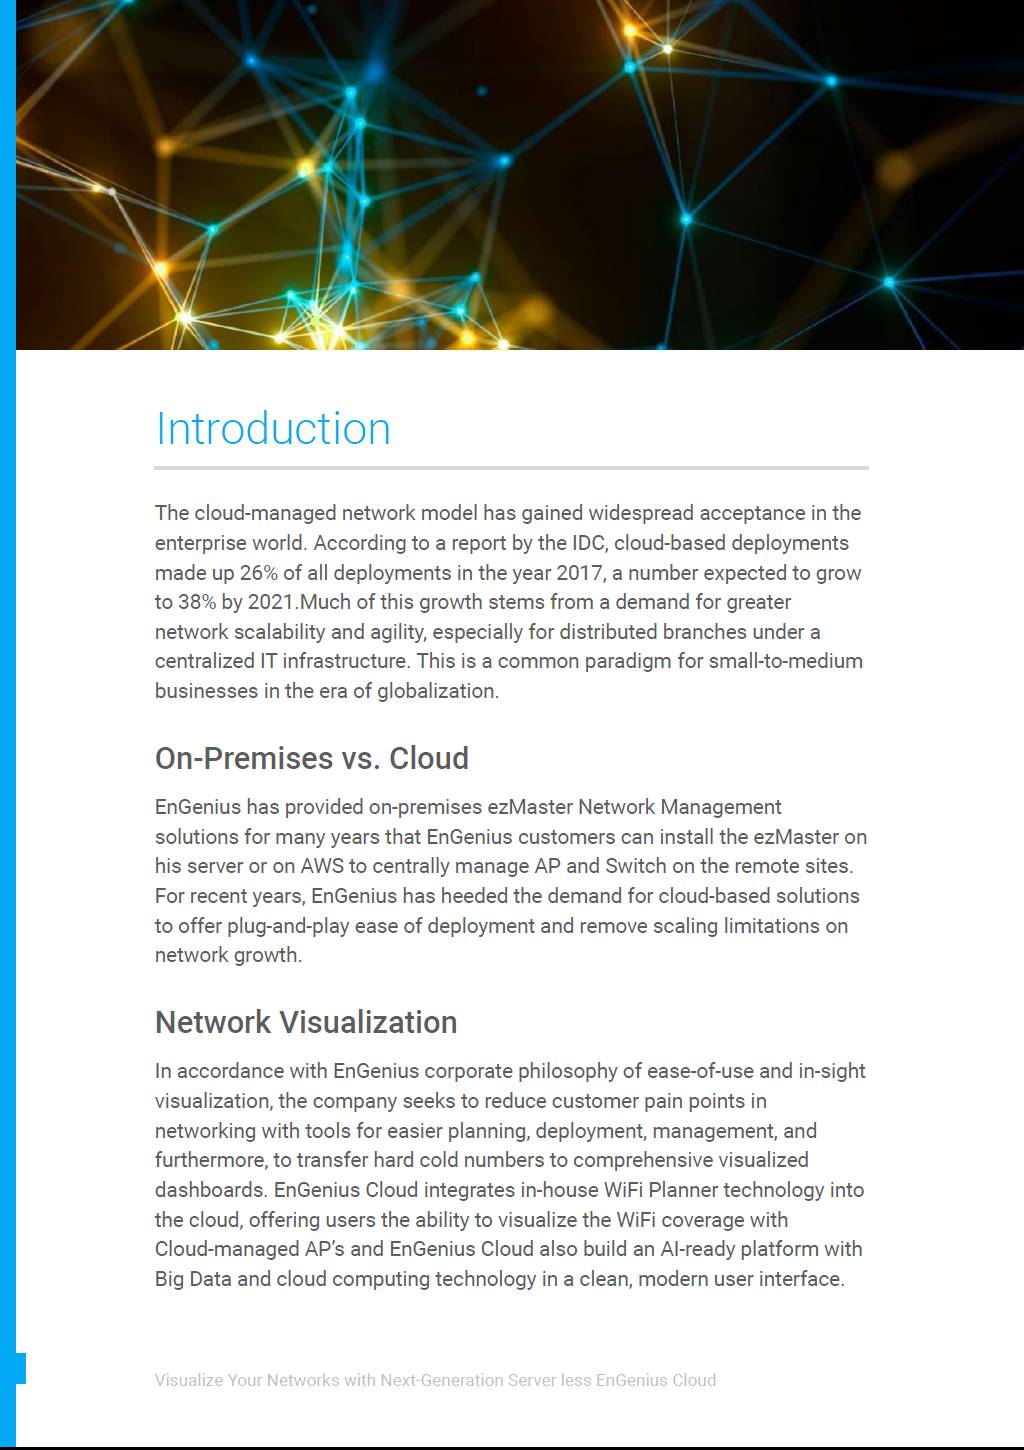 Introduction
The cloud-managed network model has gained widespread acceptance in the
enterprise world. According to a report by the IDC, cloud-based deployments
made up 26% of all deployments in the year 2017, a number expected to grow
to 38% by 2021.Much of this growth stems from a demand for greater
network scalability and agility, especially for distributed branches under a
centralized IT infrastructure. This is a common paradigm for small-to-medium
businesses in the era of globalization.
On-Premises vs. Cloud
EnGenius has provided on-premises ezMaster Network Management
solutions for many years that EnGenius customers can install the ezMaster on
his server or on AWS to centrally manage AP and Switch on the remote sites.
For recent years, EnGenius has heeded the demand for cloud-based solutions
to offer plug-and-play ease of deployment and remove scaling limitations on
network growth.
Network Visualization
In accordance with EnGenius corporate philosophy of ease-of-use and in-sight
visualization, the company seeks to reduce customer pain points in
networking with tools for easier planning, deployment, management, and
furthermore, to transfer hard cold numbers to comprehensive visualized
dashboards. EnGenius Cloud integrates in-house WiFi Planner technology into
the cloud, offering users the ability to visualize the WiFi coverage with
Cloud-managed AP’s and EnGenius Cloud also build an AI-ready platform with
Big Data and cloud computing technology in a clean, modern user interface.
Visualize Your Networks with Next-Generation Server less EnGenius Cloud